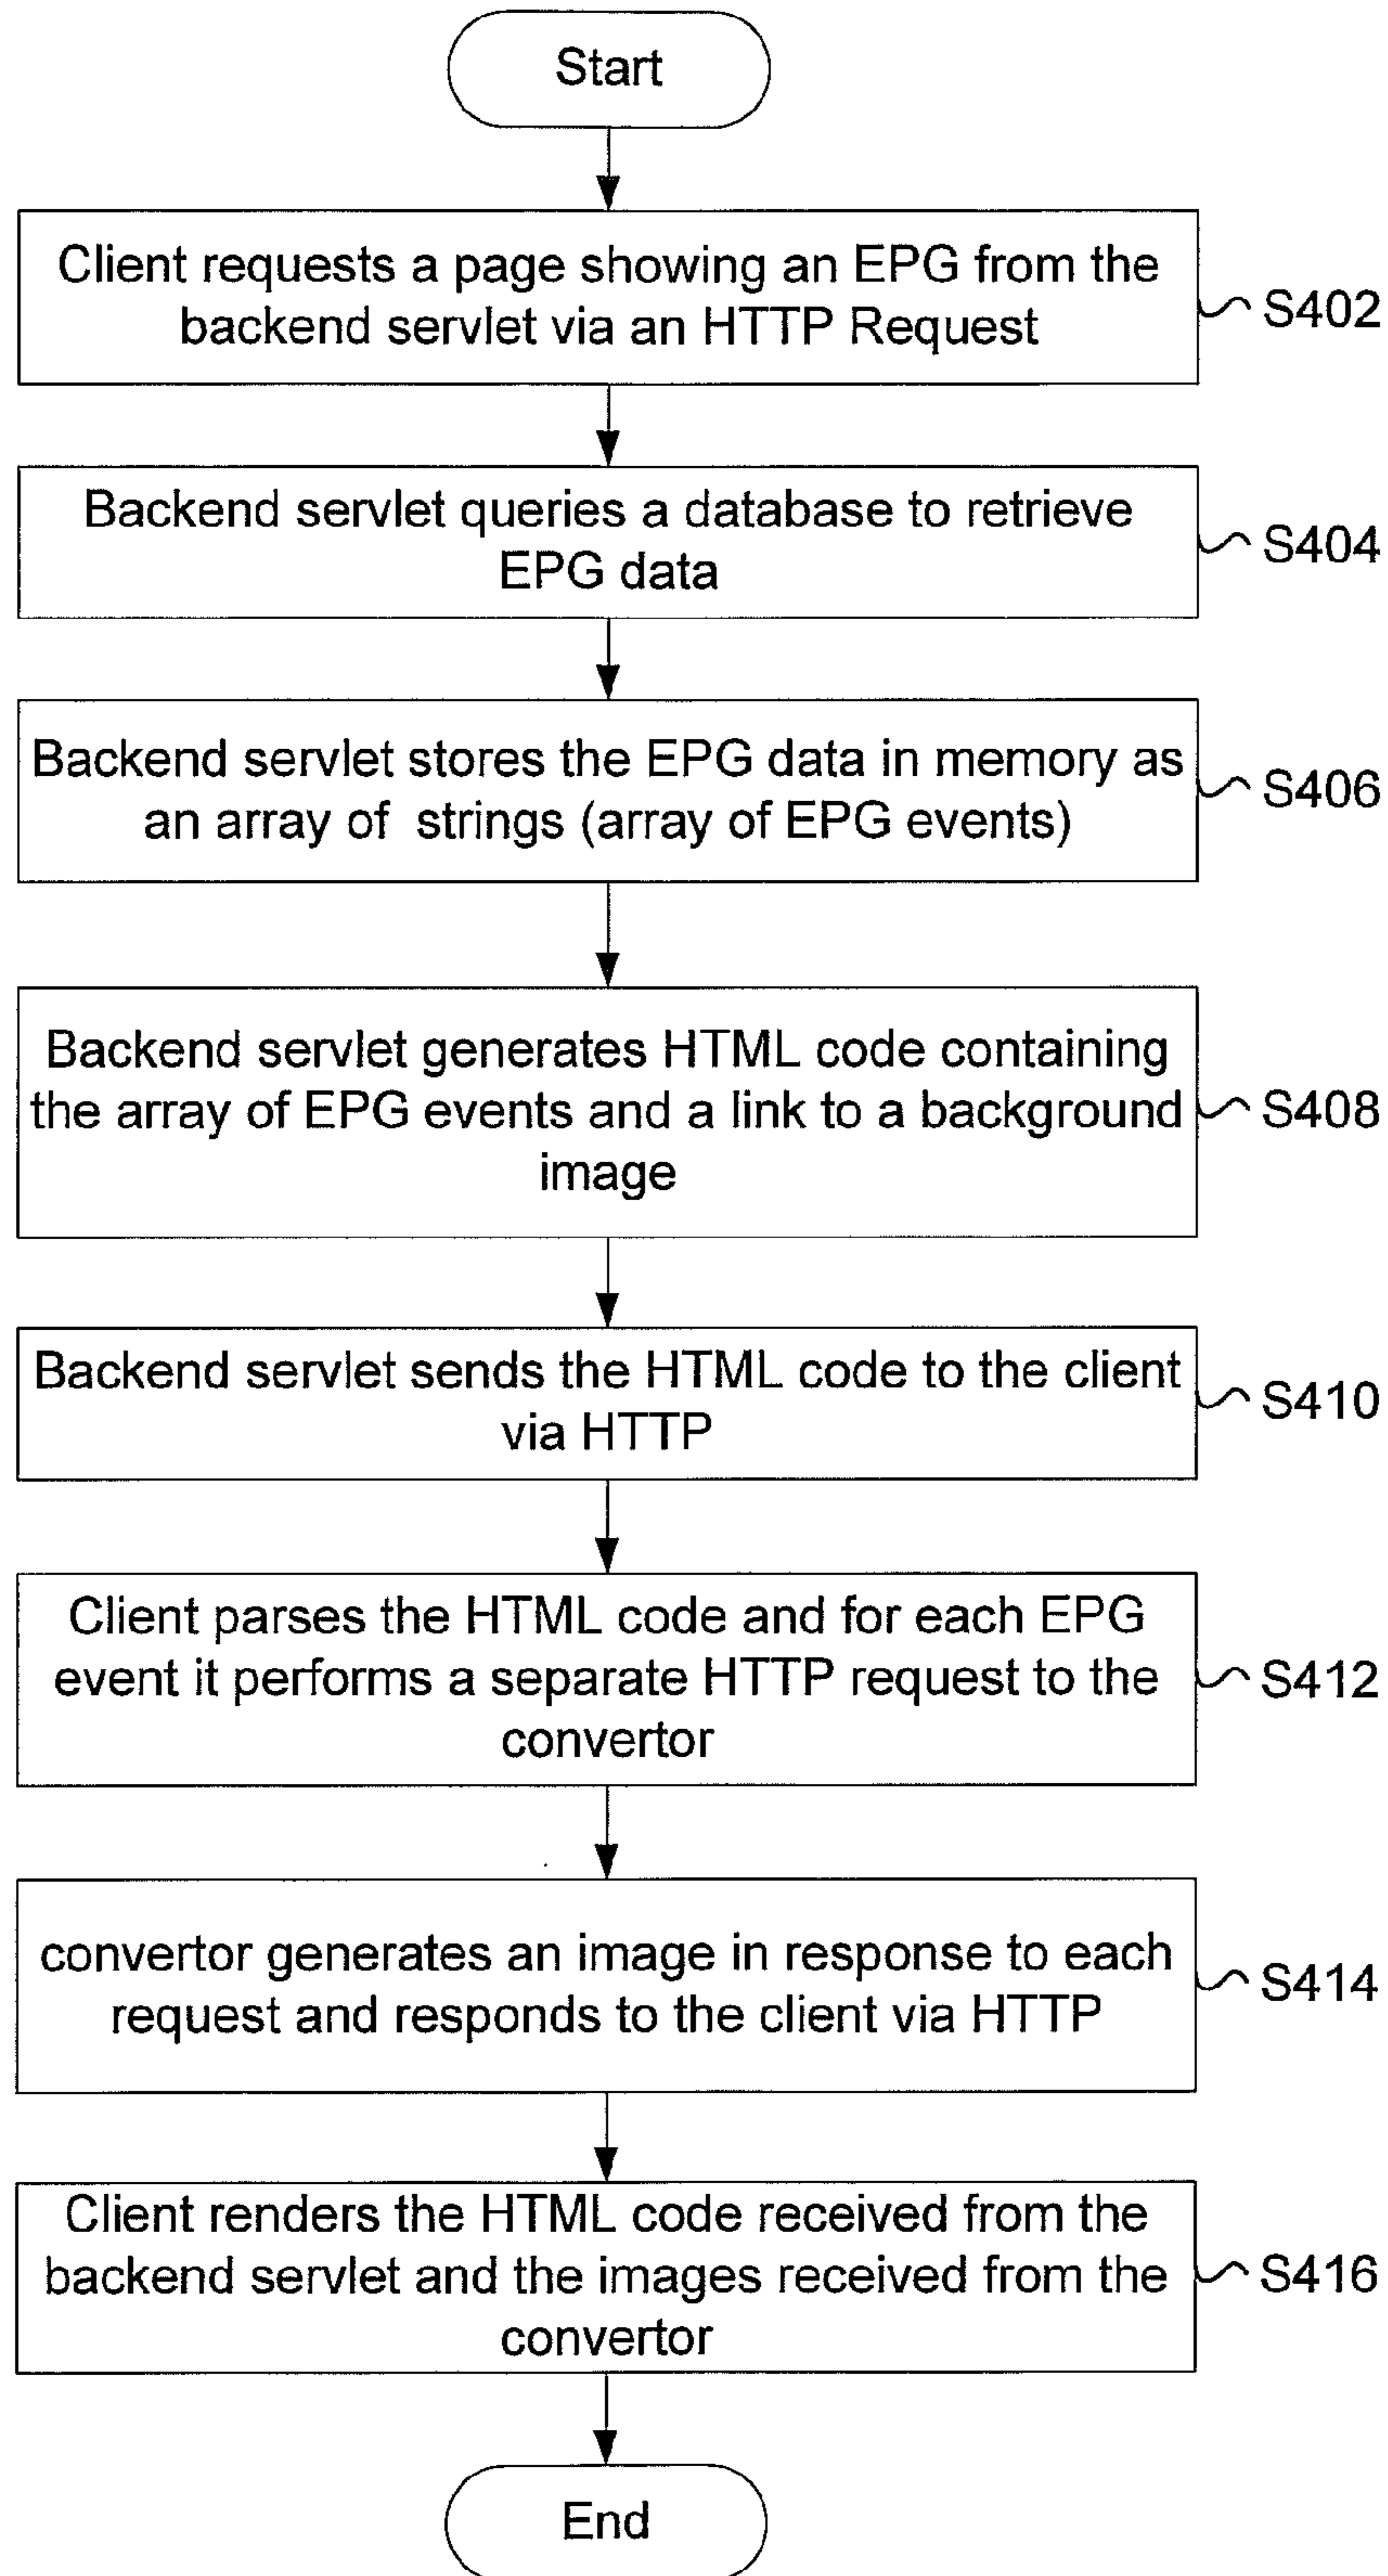 Start
Client requests a page showing an EPG from the
backend servlet via an HTTP Request
S402
Backend servlet queries a database to retrieve
EPG data
S404
Backend servlet stores the EPG data in memory as
an array of strings (array of EPG events)
S406
Backend servlet generates HTML code containing
the array of EPG events and a link to a background
image
S408
Backend servlet sends the HTML code to the client
via HTTP
S410
Client parses the HTML code and for each EPG
event it performs a separate HTTP request to the
convertor
S412
convertor generates an image in response to each
request and responds to the client via HTTP
S414
Client renders the HTML code received from the
backend servlet and the images received from the
convertor
S416
End